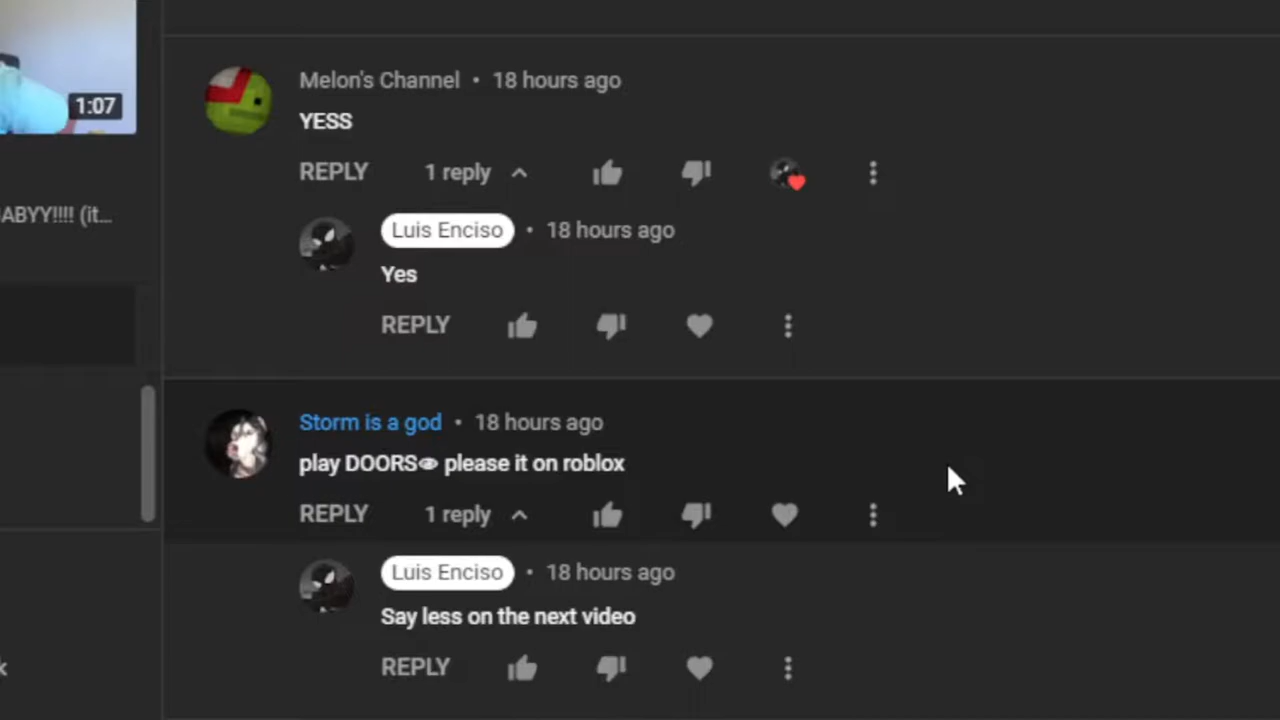 1:07
ABYY!!!! (it...
Melon's Channel • 18 hours ago
YESS
REPLY 1 reply
Luis Enciso • 18 hours ago
Yes
REPLY
Storm is a god • 18 hours ago
play DOORS👁 please it on roblox
REPLY 1 reply
Luis Enciso • 18 hours ago
Say less on the next video
REPLY
k